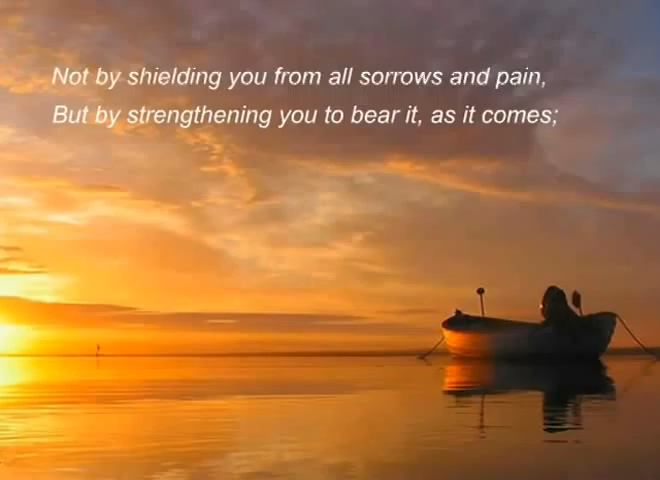 Not by shielding you from all sorrows and pain,
But by strengthening you to bear it, as it comes;